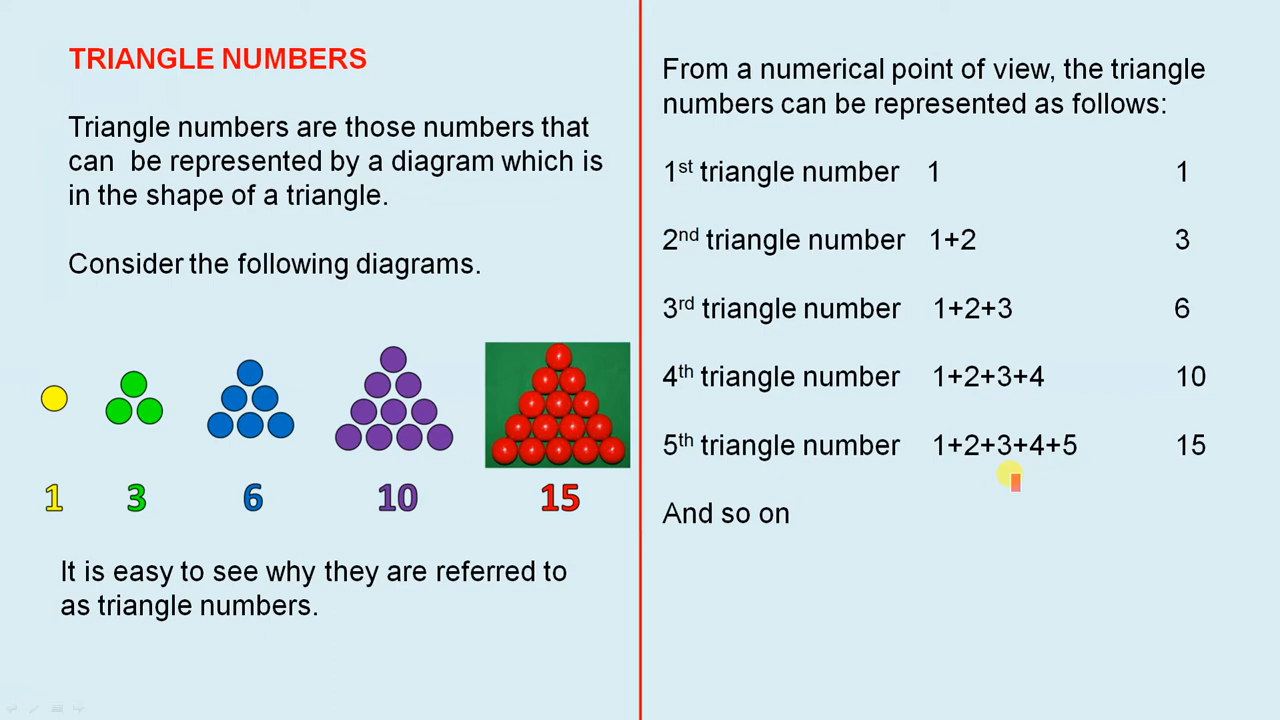 TRIANGLE NUMBERS
Triangle numbers are those numbers that
can be represented by a diagram which is
in the shape of a triangle.
Consider the following diagrams.
1 3 6 10 15
It is easy to see why they are referred to
as triangle numbers.
From a numerical point of view, the triangle
numbers can be represented as follows:
1st triangle number 1 1
2nd triangle number 1+2 3
3rd triangle number 1+2+3 6
4th triangle number 1+2+3+4 10
5th triangle number 1+2+3+4+5 15
And so on